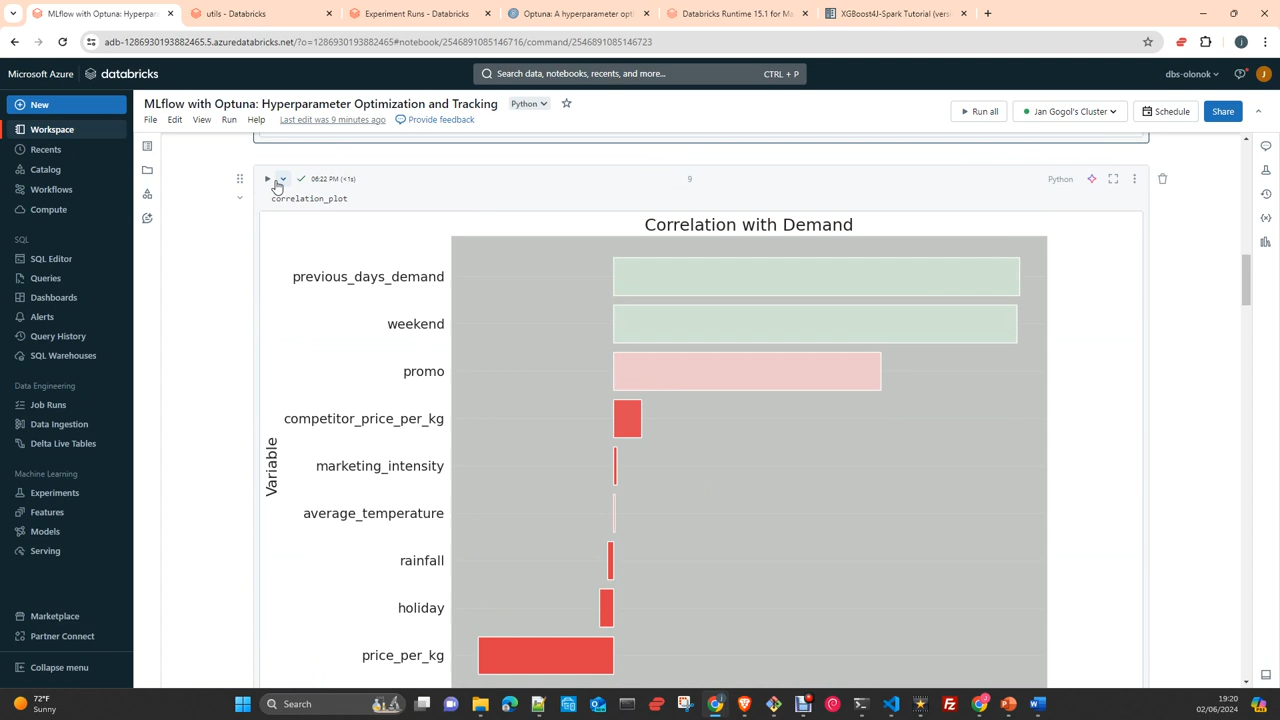 MLflow with Optuna: Hyperpara
utils - Databricks
Experiment Runs - Databricks
Optuna: A hyperparameter opti
Databricks Runtime 15.1 for Ma
XGBoost4J-Spark Tutorial (versi
adb-1286930193882465.5.azuredatabricks.net/?o=1286930193882465#notebook/2546891085146716/command/2546891085146723
Microsoft Azure
databricks
Search data, notebooks, recents, and more...
CTRL + P
dbs-olonok
J
New
Workspace
Recents
Catalog
Workflows
Compute
SQL
SQL Editor
Queries
Dashboards
Alerts
Query History
SQL Warehouses
Data Engineering
Job Runs
Data Ingestion
Delta Live Tables
Machine Learning
Experiments
Features
Models
Serving
Marketplace
Partner Connect
Collapse menu
MLflow with Optuna: Hyperparameter Optimization and Tracking
Python
File Edit View Run Help Last edit was 9 minutes ago Provide feedback
Run all
Jan Gogol's Cluster
Schedule
Share
06:22 PM (<1s)
9
Python
correlation_plot
Correlation with Demand
Variable
previous_days_demand
weekend
promo
competitor_price_per_kg
marketing_intensity
average_temperature
rainfall
holiday
price_per_kg
72°F
Sunny
Search
19:20
02/06/2024